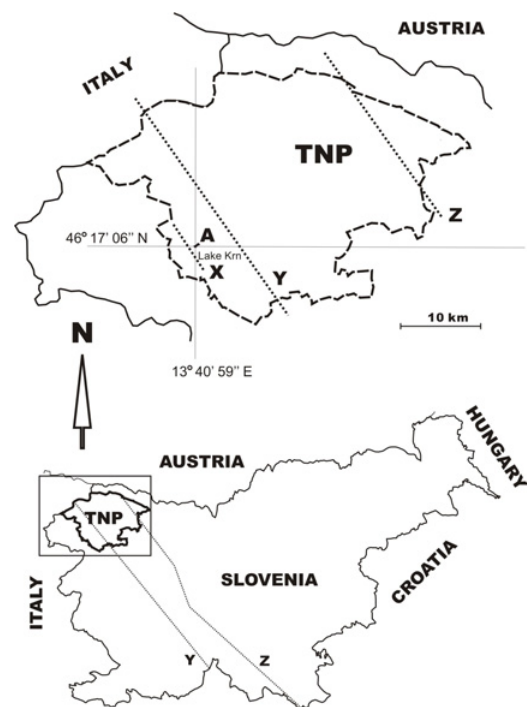 AUSTRIA
ITALY
TNP
Z
46° 17' 06'' N
A
Lake Krn
X
Y
10 km
N
13° 40' 59'' E
HUNGARY
AUSTRIA
TNP
SLOVENIA
CROATIA
ITALY
Y
Z